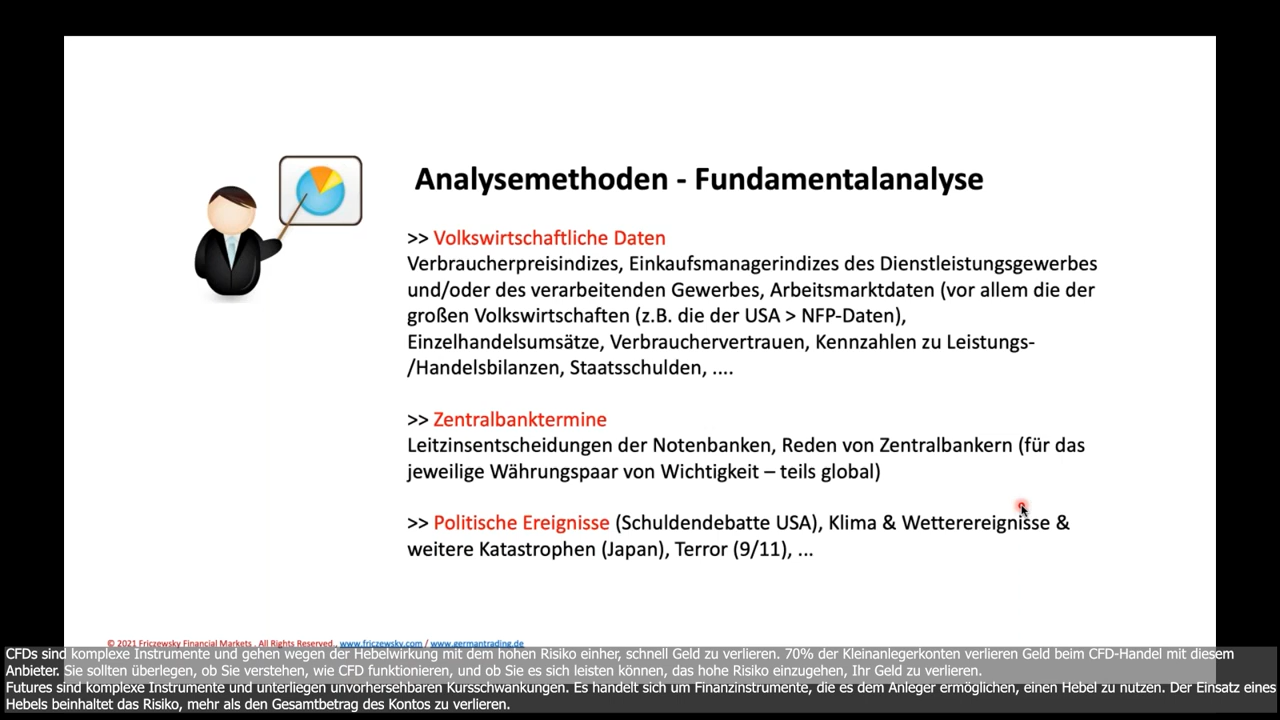 Analysemethoden - Fundamentalanalyse
>> Volkswirtschaftliche Daten
Verbraucherpreisindizes, Einkaufsmanagerindizes des Dienstleistungsgewerbes
und/oder des verarbeitenden Gewerbes, Arbeitsmarktdaten (vor allem die der
großen Volkswirtschaften (z.B. die der USA > NFP-Daten),
Einzelhandelsumsätze, Verbrauchervertrauen, Kennzahlen zu Leistungs-
/Handelsbilanzen, Staatsschulden, ....
>> Zentralbanktermine
Leitzinsentscheidungen der Notenbanken, Reden von Zentralbankern (für das
jeweilige Währungspaar von Wichtigkeit – teils global)
>> Politische Ereignisse (Schuldendebatte USA), Klima & Wetterereignisse &
weitere Katastrophen (Japan), Terror (9/11), ...
© 2021 Friczewsky Financial Markets . All Rights Reserved . www.friczewsky.com / www.germantrading.de
CFDs sind komplexe Instrumente und gehen wegen der Hebelwirkung mit dem hohen Risiko einher, schnell Geld zu verlieren. 70% der Kleinanlegerkonten verlieren Geld beim CFD-Handel mit diesem
Anbieter. Sie sollten überlegen, ob Sie verstehen, wie CFD funktionieren, und ob Sie es sich leisten können, das hohe Risiko einzugehen, Ihr Geld zu verlieren.
Futures sind komplexe Instrumente und unterliegen unvorhersehbaren Kursschwankungen. Es handelt sich um Finanzinstrumente, die es dem Anleger ermöglichen, einen Hebel zu nutzen. Der Einsatz eines
Hebels beinhaltet das Risiko, mehr als den Gesamtbetrag des Kontos zu verlieren.